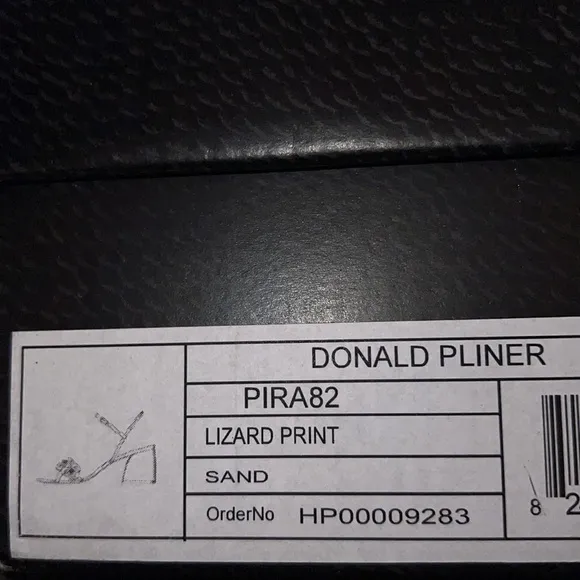 DONALD PLINER
PIRA82
LIZARD PRINT
SAND
OrderNo HP00009283
8 2